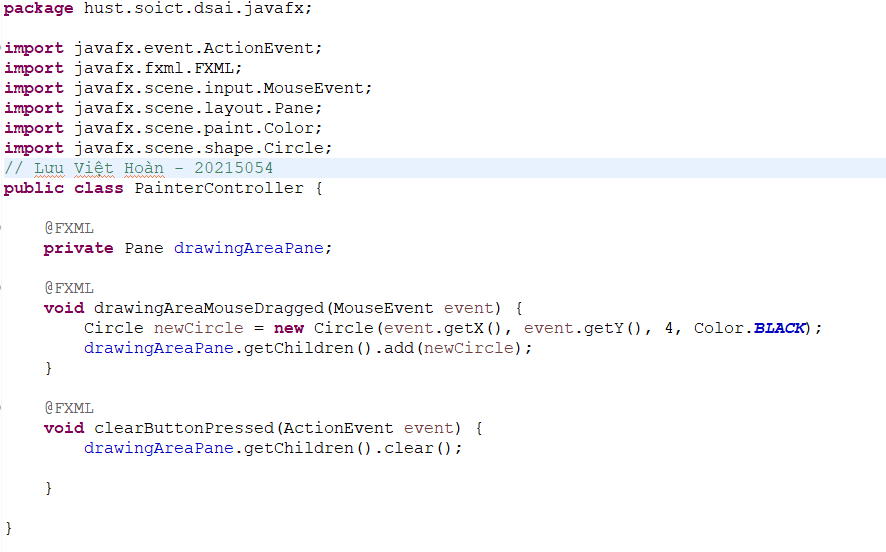 package hust.soict.dsai.javafx;
import javafx.event.ActionEvent;
import javafx.fxml.FXML;
import javafx.scene.input.MouseEvent;
import javafx.scene.layout.Pane;
import javafx.scene.paint.Color;
import javafx.scene.shape.Circle;
// Lưu Việt Hoàn - 20215054
public class PainterController {
@FXML
private Pane drawingAreaPane;
@FXML
void drawingAreaMouseDragged(MouseEvent event) {
Circle newCircle = new Circle(event.getX(), event.getY(), 4, Color.BLACK);
drawingAreaPane.getChildren().add(newCircle);
}
@FXML
void clearButtonPressed(ActionEvent event) {
drawingAreaPane.getChildren().clear();
}
}